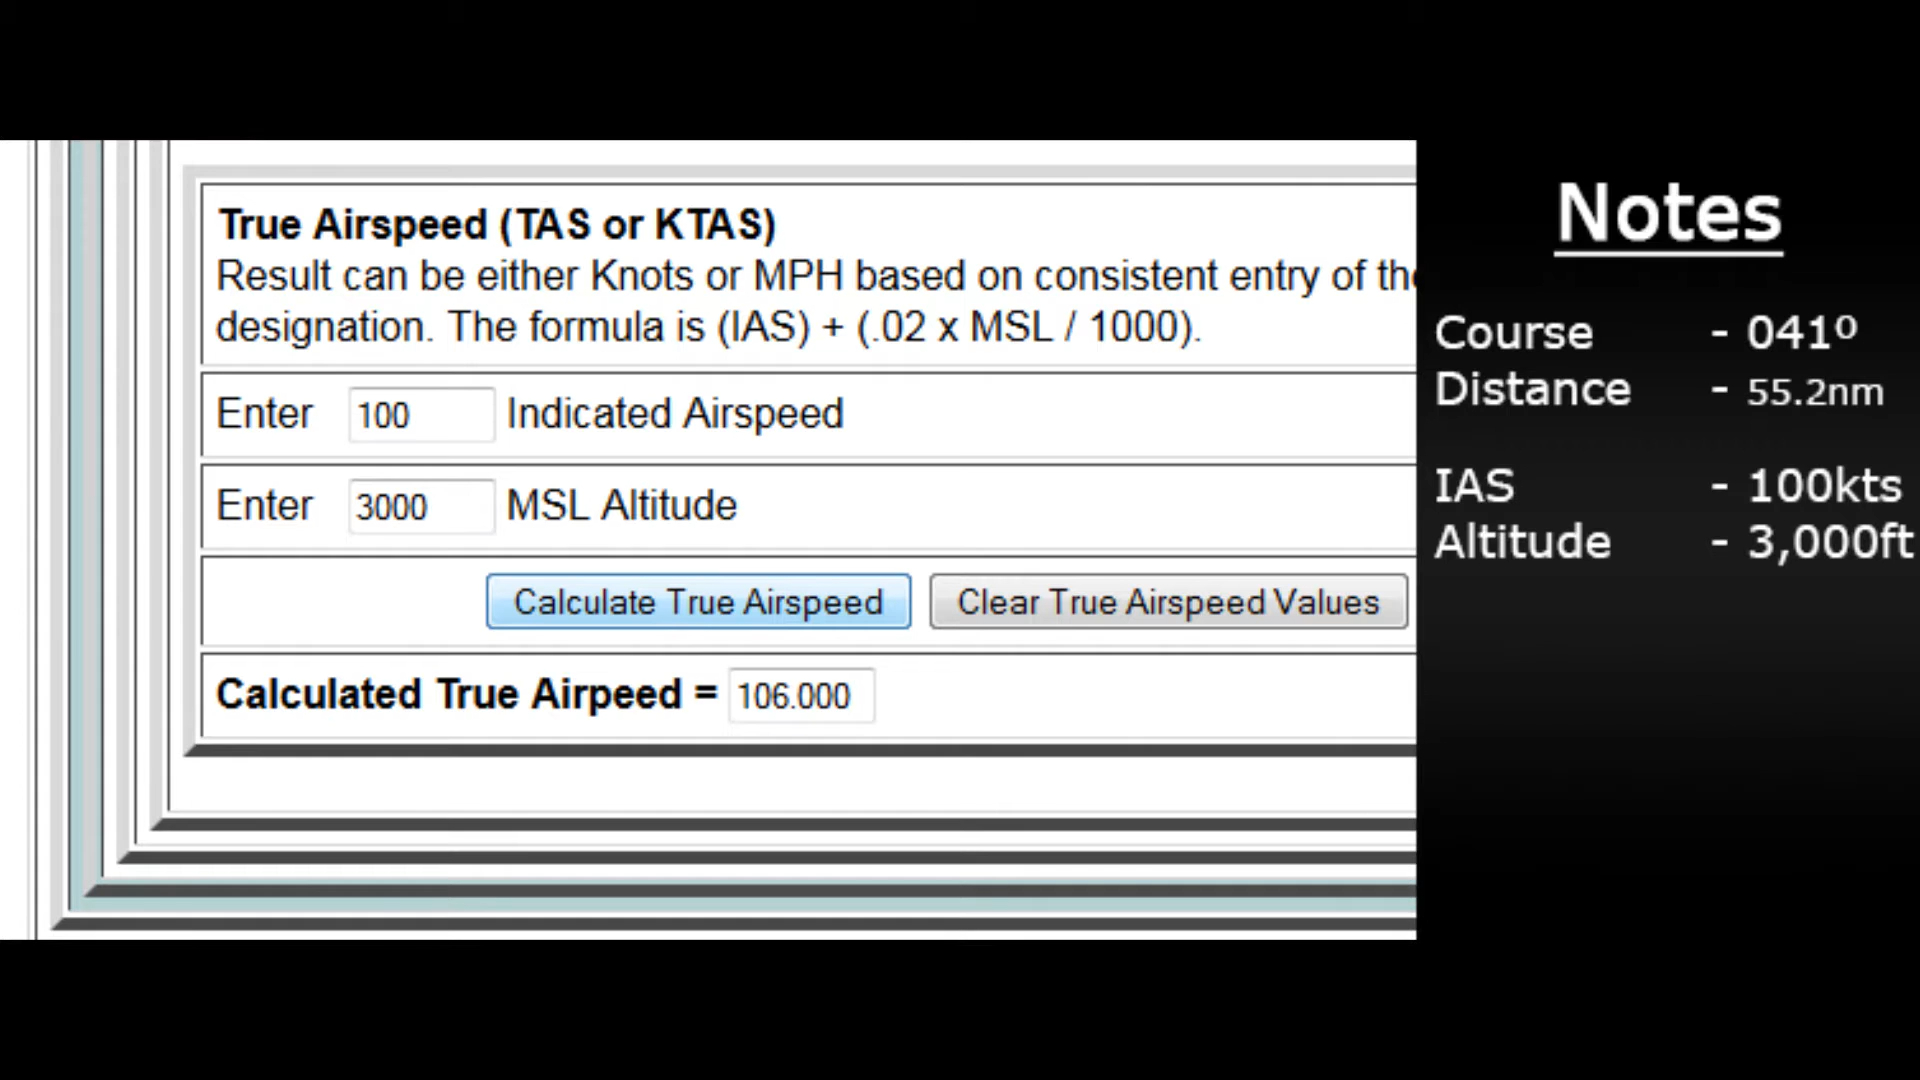 True Airspeed (TAS or KTAS)
Result can be either Knots or MPH based on consistent entry of the
designation. The formula is (IAS) + (.02 x MSL / 1000).
Enter 100 Indicated Airspeed
Enter 3000 MSL Altitude
Calculate True Airspeed Clear True Airspeed Values
Calculated True Airpeed = 106.000
Notes
Course - 041º
Distance - 55.2nm
IAS - 100kts
Altitude - 3,000ft